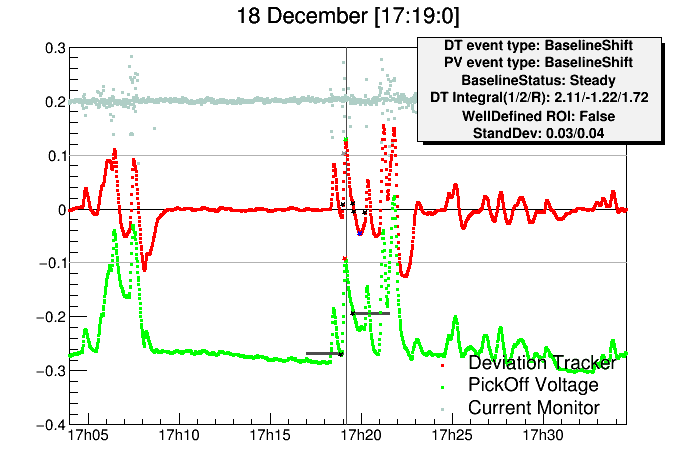 18 December [17:19:0]
DT event type: BaselineShift
PV event type: BaselineShift
BaselineStatus: Steady
DT Integral(1/2/R): 2.11/-1.22/1.72
WellDefined ROI: False
StandDev: 0.03/0.04
0.3
0.2
0.1
0
−0.1
−0.2
−0.3
−0.4
Deviation Tracker
PickOff Voltage
Current Monitor
17h05 17h10 17h15 17h20 17h25 17h30